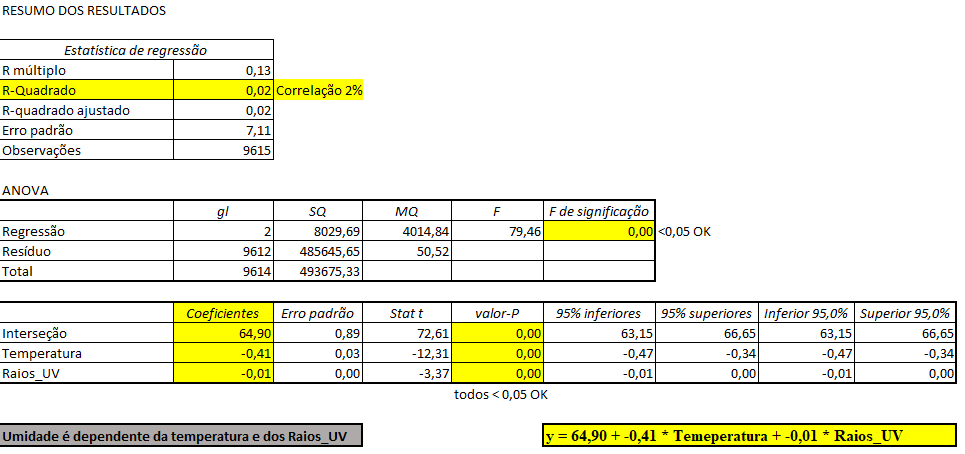 RESUMO DOS RESULTADOS
Estatística de regressão
R múltiplo 0,13
R-Quadrado 0,02 Correlação 2%
R-quadrado ajustado 0,02
Erro padrão 7,11
Observações 9615
ANOVA
gl SQ MQ F F de significação
Regressão 2 8029,69 4014,84 79,46 0,00 <0,05 OK
Resíduo 9612 485645,65 50,52
Total 9614 493675,33
Coeficientes Erro padrão Stat t valor-P 95% inferiores 95% superiores Inferior 95,0% Superior 95,0%
Interseção 64,90 0,89 72,61 0,00 63,15 66,65 63,15 66,65
Temperatura -0,41 0,03 -12,31 0,00 -0,47 -0,34 -0,47 -0,34
Raios_UV -0,01 0,00 -3,37 0,00 -0,01 0,00 -0,01 0,00
todos < 0,05 OK
Umidade é dependente da temperatura e dos Raios_UV y = 64,90 + -0,41 * Temeperatura + -0,01 * Raios_UV